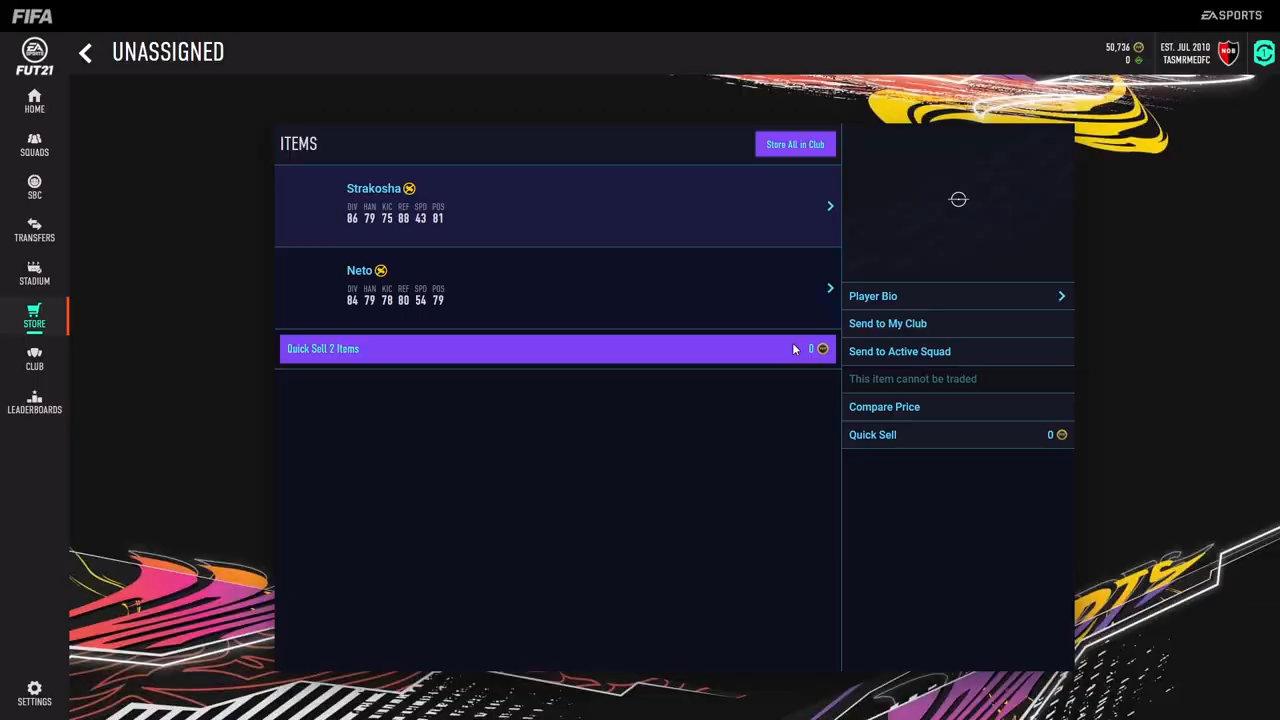 FIFA
EA SPORTS
EA SPORTS
FUT21
UNASSIGNED
50,736
0
EST. JUL 2010
TASMRMEDFC
NOB
HOME
SQUADS
SBC
TRANSFERS
STADIUM
STORE
CLUB
LEADERBOARDS
SETTINGS
ITEMS
Store All in Club
Strakosha
DIV HAN KIC REF SPD POS
86 79 75 88 43 81
Neto
DIV HAN KIC REF SPD POS
84 79 78 80 54 79
Quick Sell 2 Items 0
Player Bio
Send to My Club
Send to Active Squad
This item cannot be traded
Compare Price
Quick Sell 0